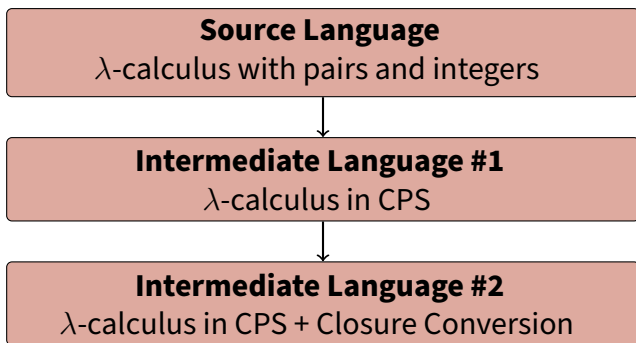 Source Language
λ-calculus with pairs and integers
Intermediate Language #1
λ-calculus in CPS
Intermediate Language #2
λ-calculus in CPS + Closure Conversion